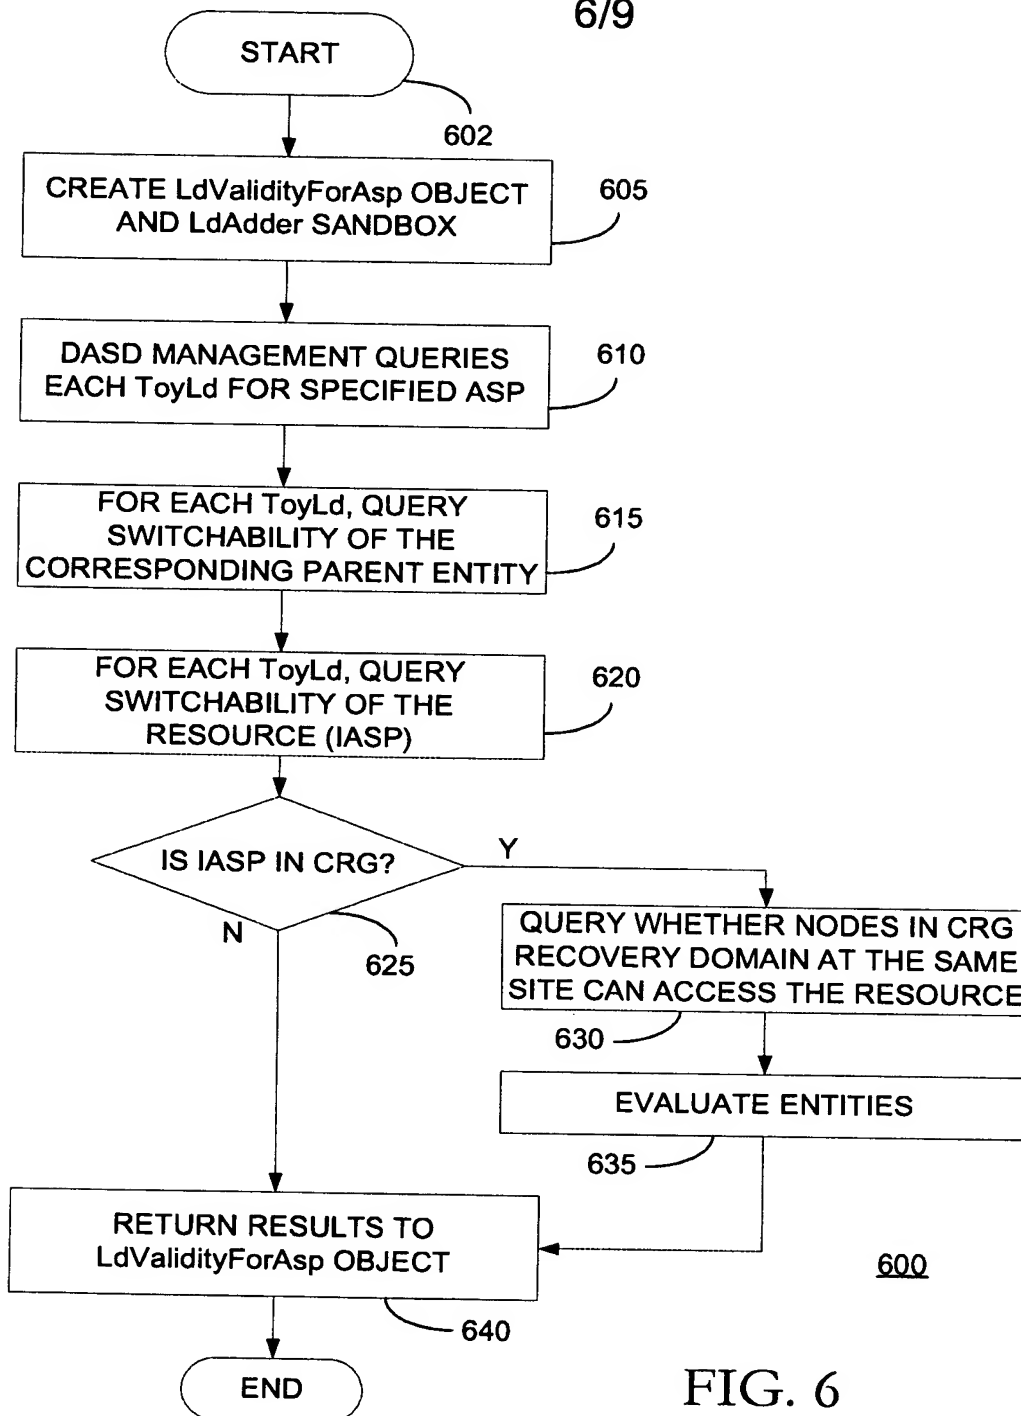 6/9
START
602
CREATE LdValidityForAsp OBJECT
AND LdAdder SANDBOX
605
DASD MANAGEMENT QUERIES
EACH ToyLd FOR SPECIFIED ASP
610
FOR EACH ToyLd, QUERY
SWITCHABILITY OF THE
CORRESPONDING PARENT ENTITY
615
FOR EACH ToyLd, QUERY
SWITCHABILITY OF THE
RESOURCE (IASP)
620
IS IASP IN CRG?
Y
N
625
QUERY WHETHER NODES IN CRG
RECOVERY DOMAIN AT THE SAME
SITE CAN ACCESS THE RESOURCE
630
EVALUATE ENTITIES
635
RETURN RESULTS TO
LdValidityForAsp OBJECT
640
600
END
FIG. 6